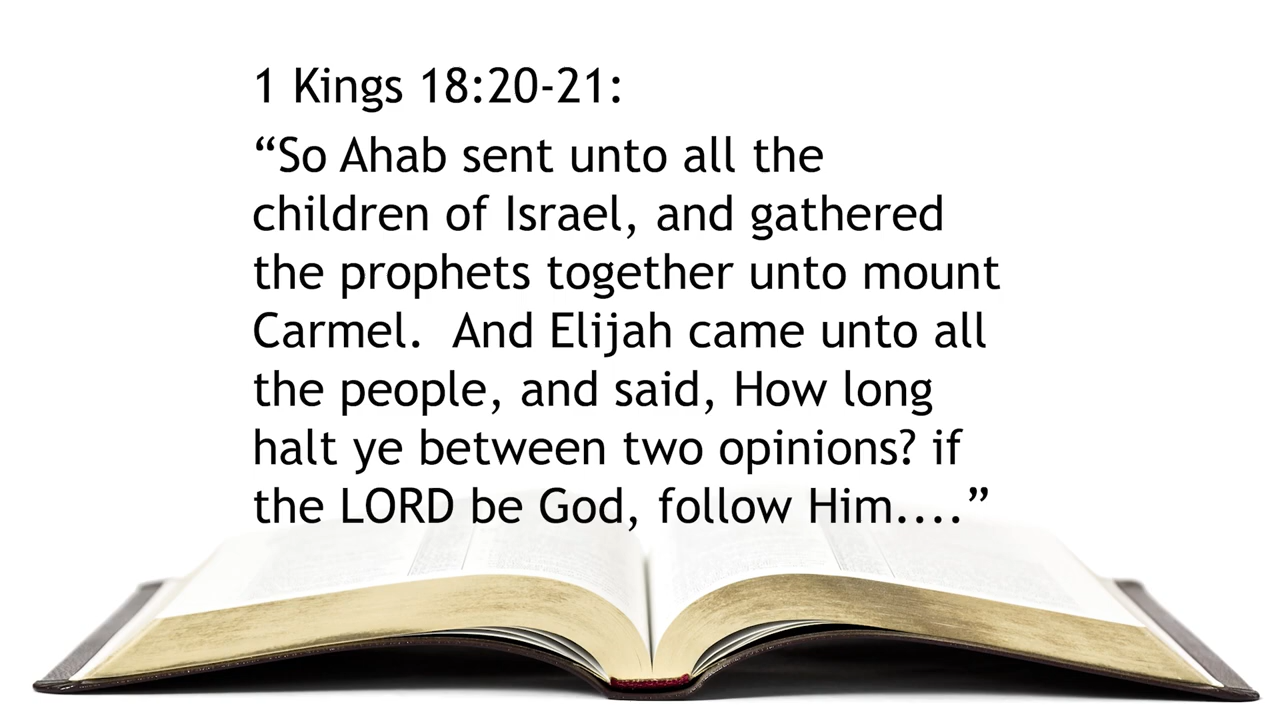 1 Kings 18:20-21:
“So Ahab sent unto all the
children of Israel, and gathered
the prophets together unto mount
Carmel.  And Elijah came unto all
the people, and said, How long
halt ye between two opinions? if
the LORD be God, follow Him....”